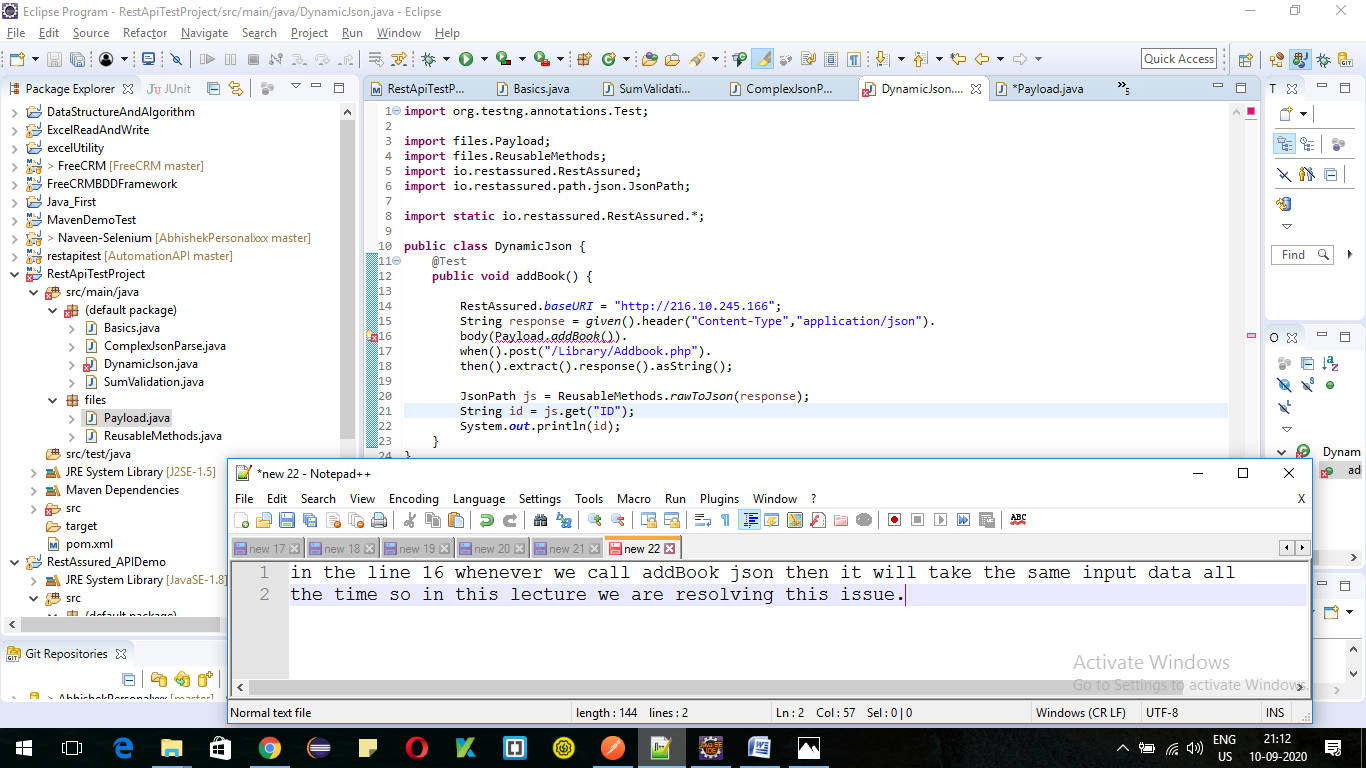 Eclipse Program - RestApiTestProject/src/main/java/DynamicJson.java - Eclipse
File Edit Source Refactor Navigate Search Project Run Window Help
Quick Access
Package Explorer Ju JUnit
RestApiTestP... Basics.java SumValidati... ComplexJsonP... DynamicJson.... *Payload.java »5
DataStructureAndAlgorithm
ExcelReadAndWrite
excelUtility
> FreeCRM [FreeCRM master]
FreeCRMBDDFramework
Java_First
MavenDemoTest
> Naveen-Selenium [AbhishekPersonalxxx master]
restapitest [AutomationAPI master]
RestApiTestProject
src/main/java
(default package)
Basics.java
ComplexJsonParse.java
DynamicJson.java
SumValidation.java
files
Payload.java
ReusableMethods.java
src/test/java
JRE System Library [J2SE-1.5]
Maven Dependencies
src
target
pom.xml
RestAssured_APIDemo
JRE System Library [JavaSE-1.8]
src
(default package)
Git Repositories
> AbhishekPersonalxxx [master]
1 import org.testng.annotations.Test;
2
3 import files.Payload;
4 import files.ReusableMethods;
5 import io.restassured.RestAssured;
6 import io.restassured.path.json.JsonPath;
7
8 import static io.restassured.RestAssured.*;
9
10 public class DynamicJson {
11 @Test
12 public void addBook() {
13
14 RestAssured.baseURI = "http://216.10.245.166";
15 String response = given().header("Content-Type","application/json").
16 body(Payload.addBook()).
17 when().post("/Library/Addbook.php").
18 then().extract().response().asString();
19
20 JsonPath js = ReusableMethods.rawToJson(response);
21 String id = js.get("ID");
22 System.out.println(id);
23 }
24 }
T
Find
O
Dynam
ad
*new 22 - Notepad++
File Edit Search View Encoding Language Settings Tools Macro Run Plugins Window ? X
new 17 new 18 new 19 new 20 new 21 new 22
1 in the line 16 whenever we call addBook json then it will take the same input data all
2 the time so in this lecture we are resolving this issue.
Activate Windows
Go to Settings to activate Windows.
Normal text file length : 144 lines : 2 Ln : 2 Col : 57 Sel : 0 | 0 Windows (CR LF) UTF-8 INS
ENG
US
21:12
10-09-2020